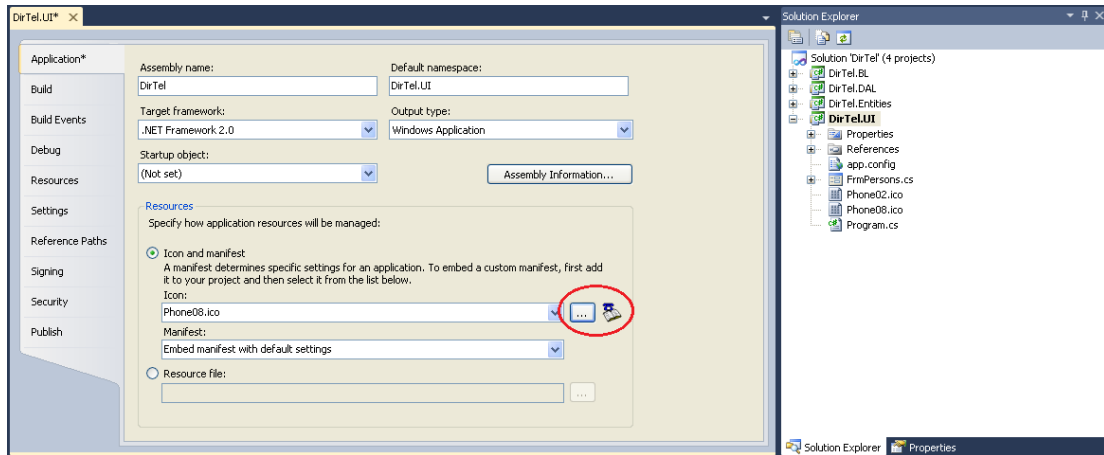 DirTel.UI*
Application*
Build
Build Events
Debug
Resources
Settings
Reference Paths
Signing
Security
Publish
Assembly name:
Default namespace:
DirTel
DirTel.UI
Target framework:
Output type:
.NET Framework 2.0
Windows Application
Startup object:
(Not set)
Assembly Information...
Resources
Specify how application resources will be managed:
Icon and manifest
A manifest determines specific settings for an application. To embed a custom manifest, first add
it to your project and then select it from the list below.
Icon:
Phone08.ico
...
Manifest:
Embed manifest with default settings
Resource file:
...
Solution Explorer
Solution 'DirTel' (4 projects)
DirTel.BL
DirTel.DAL
DirTel.Entities
DirTel.UI
Properties
References
app.config
FrmPersons.cs
Phone02.ico
Phone08.ico
Program.cs
Solution Explorer
Properties